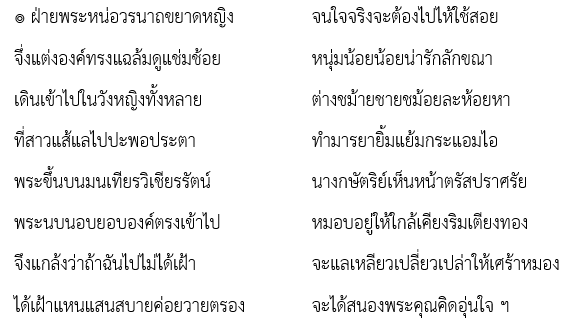 ๏ ฝ่ายพระหน่อวรนาถขยาดหญิง จนใจจริงจะต้องไปให้ใช้สอย
จึ่งแต่งองค์ทรงแฉล้มดูแช่มช้อย หนุ่มน้อยน้อยน่ารักลักขณา
เดินเข้าไปในวังหญิงทั้งหลาย ต่างชม้ายชายชม้อยละห้อยหา
ที่สาวแส้แลไปปะพอประตา ทำมารยายิ้มแย้มกระแอมไอ
พระขึ้นบนมนเทียรวิเชียรรัตน์ นางกษัตริย์เห็นหน้าตรัสปราศรัย
พระนบนอบยอบองค์ตรงเข้าไป หมอบอยู่ให้ใกล้เคียงริมเตียงทอง
จึงแกล้งว่าถ้าฉันไปไม่ได้เฝ้า จะแลเหลียวเปลี่ยวเปล่าให้เศร้าหมอง
ได้เฝ้าแหนแสนสบายค่อยวายตรอง จะได้สนองพระคุณคิดอุ่นใจ ฯ